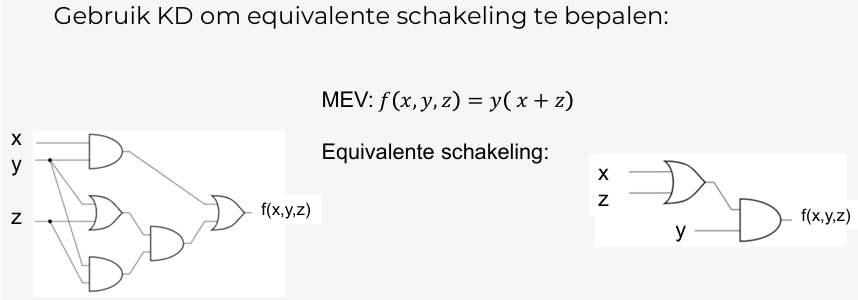 Gebruik KD om equivalente schakeling te bepalen:
MEV: f(x, y, z) = y( x + z)
Equivalente schakeling:
x
y
z
f(x,y,z)
x
z
y
f(x,y,z)